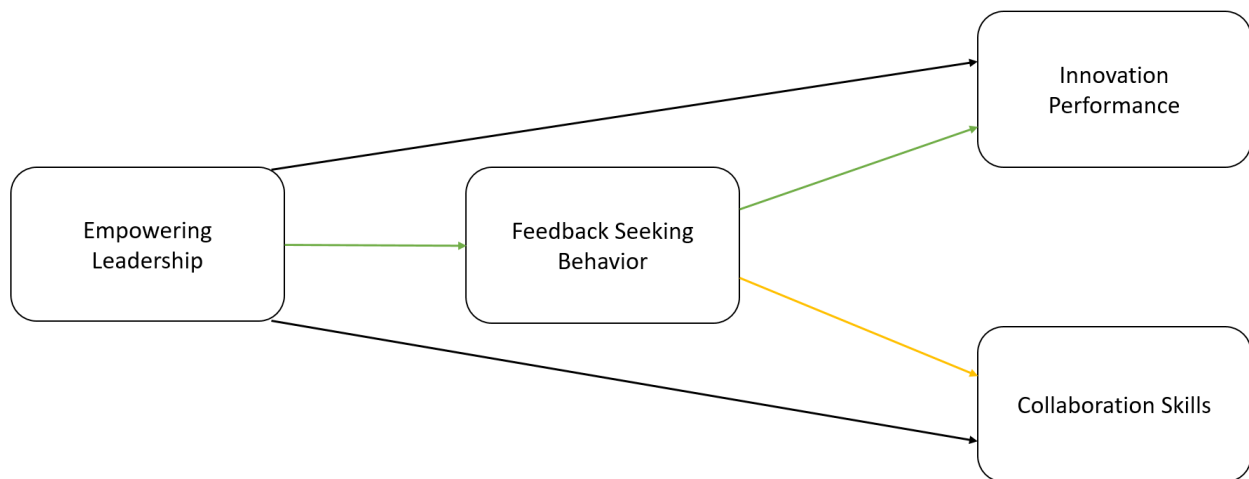 Innovation
Performance
Empowering
Leadership
Feedback Seeking
Behavior
Collaboration Skills